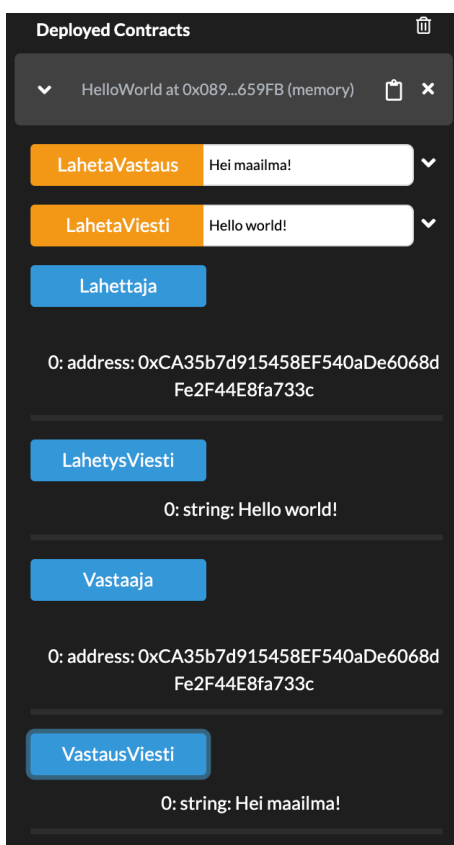 Deployed Contracts
HelloWorld at 0x089...659FB (memory)
LahetaVastaus Hei maailma!
LahetaViesti Hello world!
Lahettaja
0: address: 0xCA35b7d915458EF540aDe6068d
Fe2F44E8fa733c
LahetysViesti
0: string: Hello world!
Vastaaja
0: address: 0xCA35b7d915458EF540aDe6068d
Fe2F44E8fa733c
VastausViesti
0: string: Hei maailma!